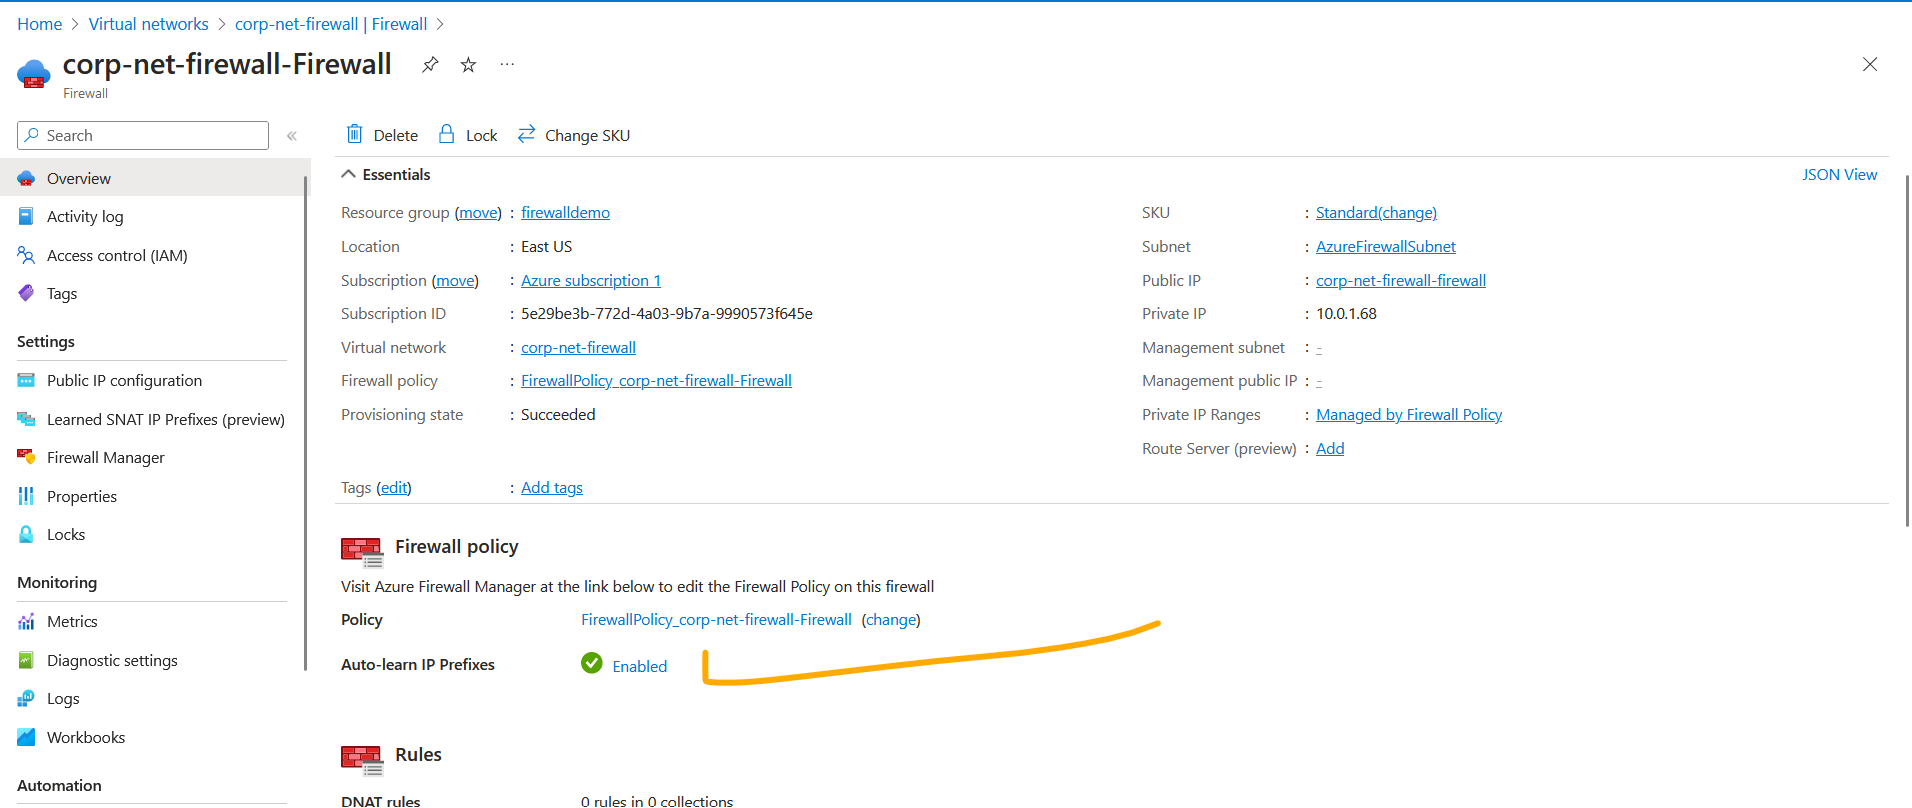 Home > Virtual networks > corp-net-firewall | Firewall >
corp-net-firewall-Firewall
Firewall
Search
Delete Lock Change SKU
Overview
Activity log
Access control (IAM)
Tags
Settings
Public IP configuration
Learned SNAT IP Prefixes (preview)
Firewall Manager
Properties
Locks
Monitoring
Metrics
Diagnostic settings
Logs
Workbooks
Automation
Essentials
JSON View
Resource group (move) : firewalldemo
Location : East US
Subscription (move) : Azure subscription 1
Subscription ID : 5e29be3b-772d-4a03-9b7a-9990573f645e
Virtual network : corp-net-firewall
Firewall policy : FirewallPolicy_corp-net-firewall-Firewall
Provisioning state : Succeeded
SKU : Standard(change)
Subnet : AzureFirewallSubnet
Public IP : corp-net-firewall-firewall
Private IP : 10.0.1.68
Management subnet : -
Management public IP : -
Private IP Ranges : Managed by Firewall Policy
Route Server (preview) : Add
Tags (edit) : Add tags
Firewall policy
Visit Azure Firewall Manager at the link below to edit the Firewall Policy on this firewall
Policy FirewallPolicy_corp-net-firewall-Firewall (change)
Auto-learn IP Prefixes Enabled
Rules
DNAT rules 0 rules in 0 collections